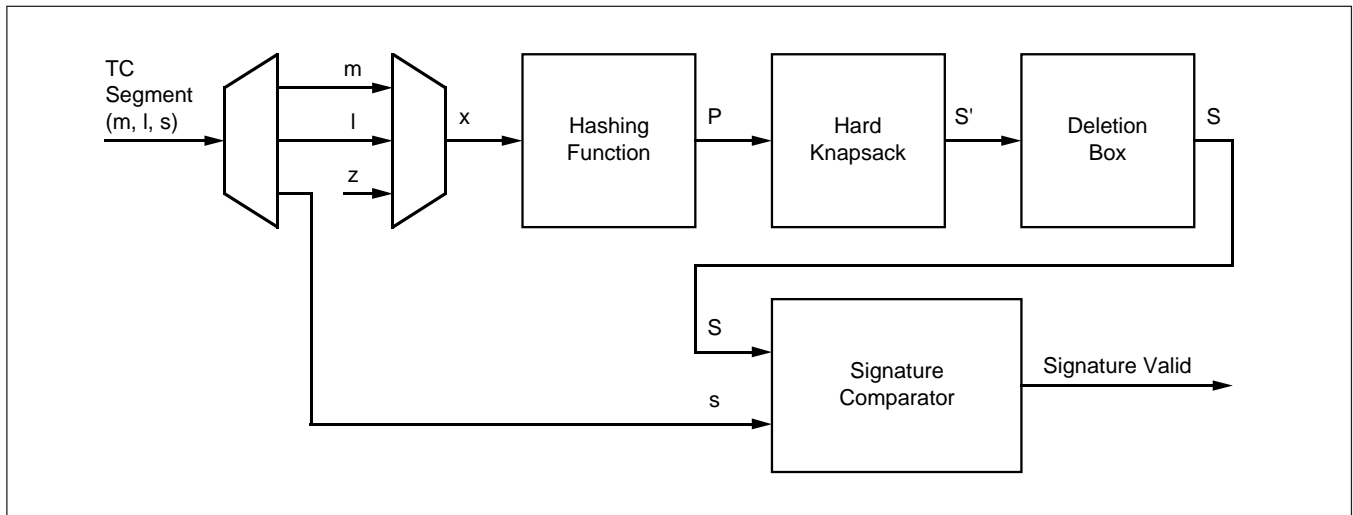 TC
Segment
(m, l, s)
m
l
z
x
Hashing
Function
P
Hard
Knapsack
S'
Deletion
Box
S
S
s
Signature
Comparator
Signature Valid